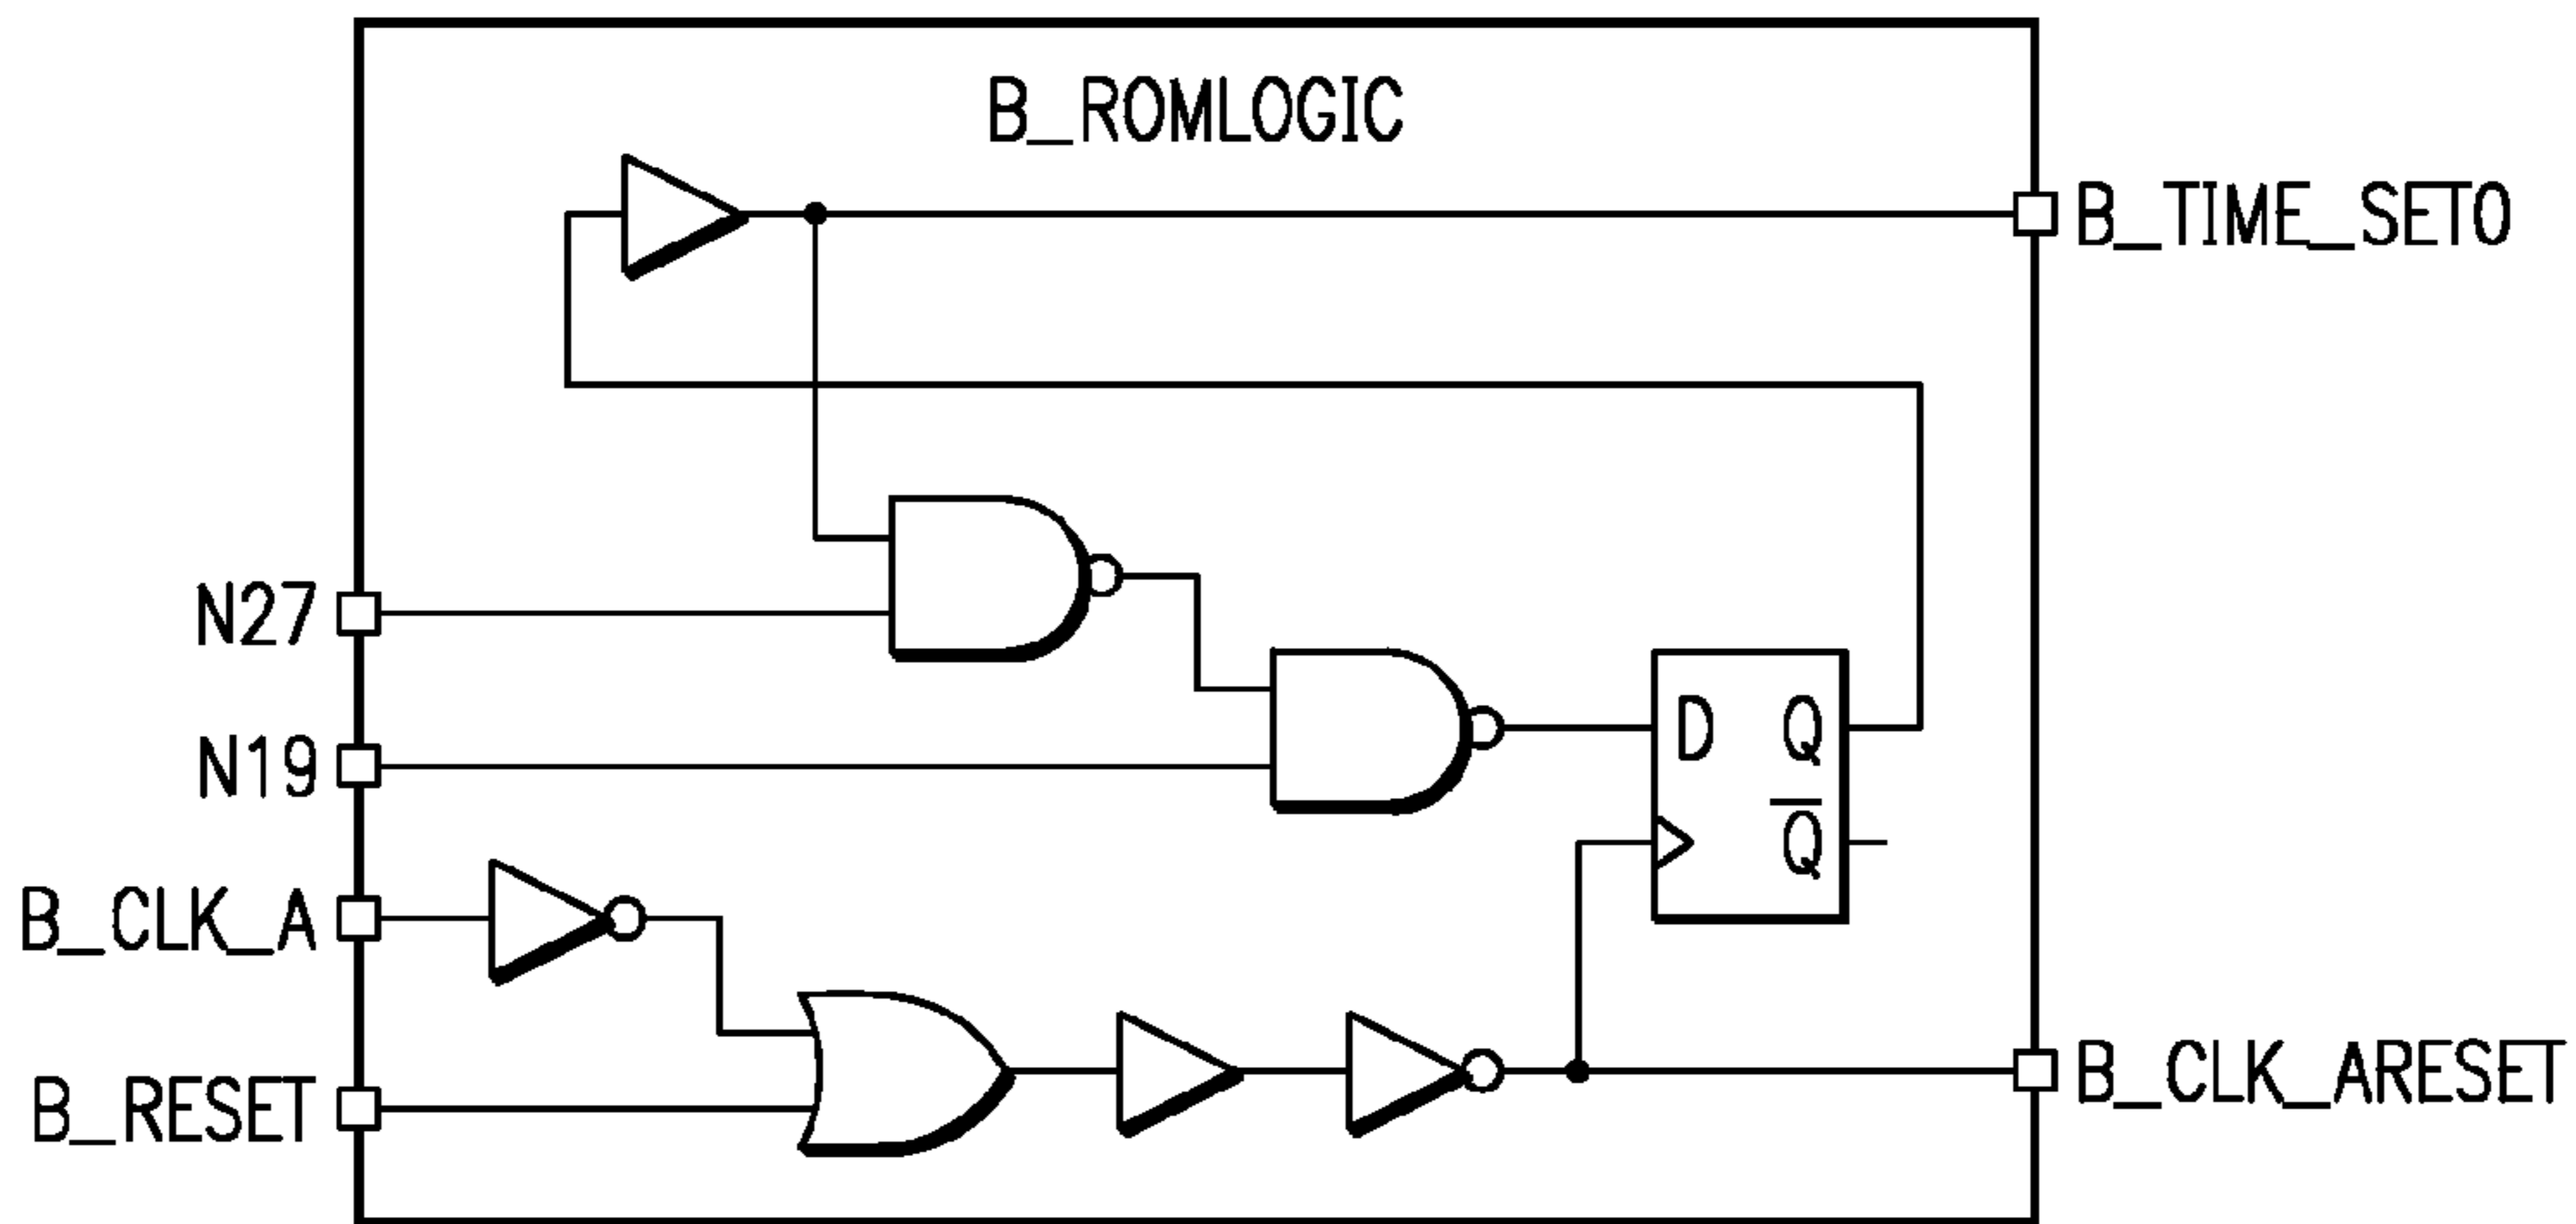 B_ROMLOGIC
B_TIME_SET0
N27
N19
D Q
Q̅
B_CLK_A
B_RESET
B_CLK_ARESET